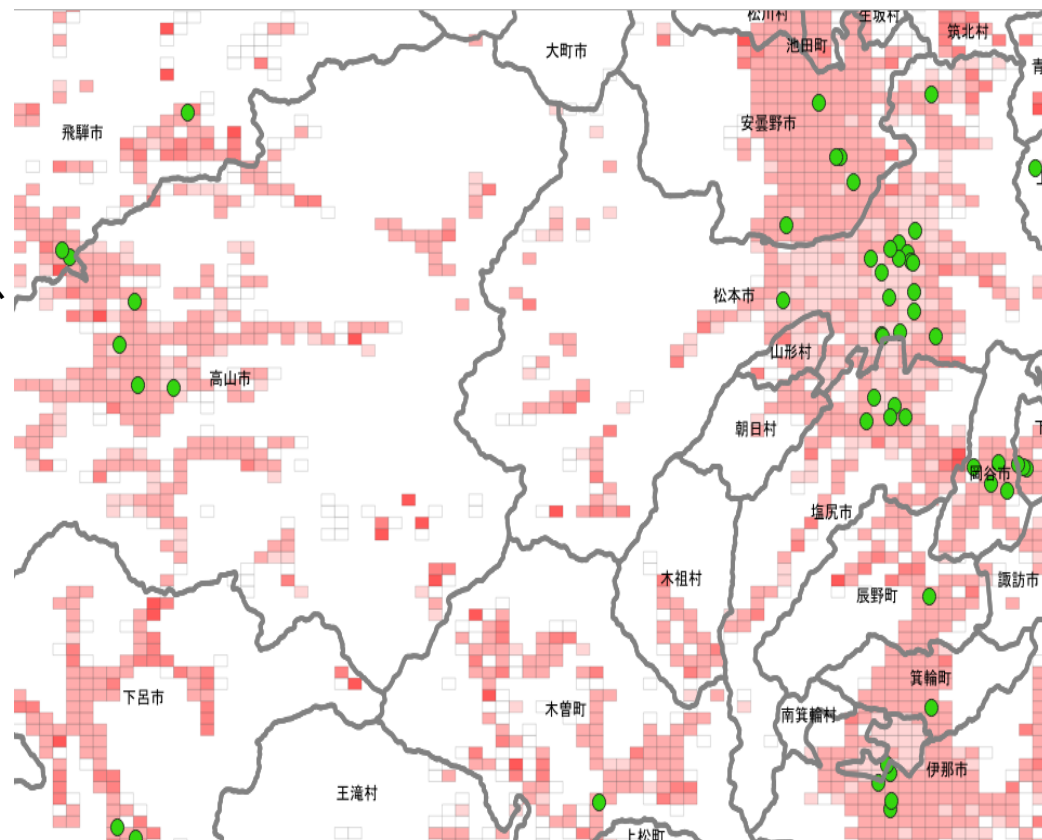 松川村
生坂村
筑北村
池田町
大町市
安曇野市
飛騨市
松本市
山形村
高山市
朝日村
岡谷市
塩尻市
木祖村
諏訪市
辰野町
箕輪町
下呂市
木曽町
南箕輪村
伊那市
王滝村
上松町